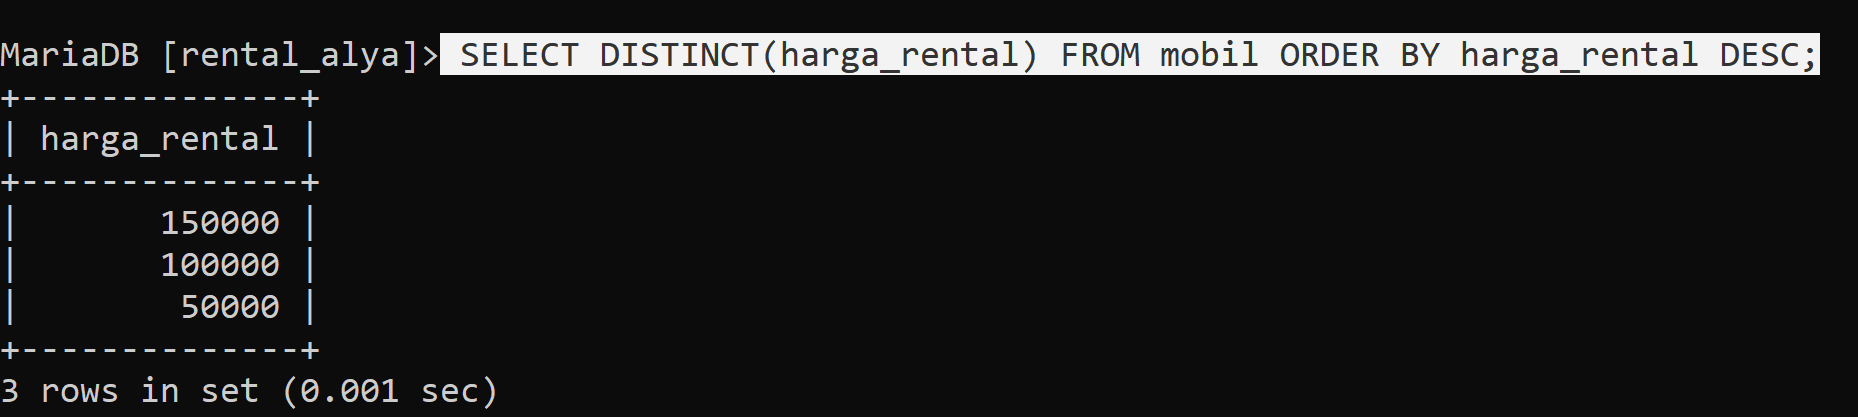 MariaDB [rental_alya]> SELECT DISTINCT(harga_rental) FROM mobil ORDER BY harga_rental DESC;
+--------------+
| harga_rental |
+--------------+
|       150000 |
|       100000 |
|        50000 |
+--------------+
3 rows in set (0.001 sec)